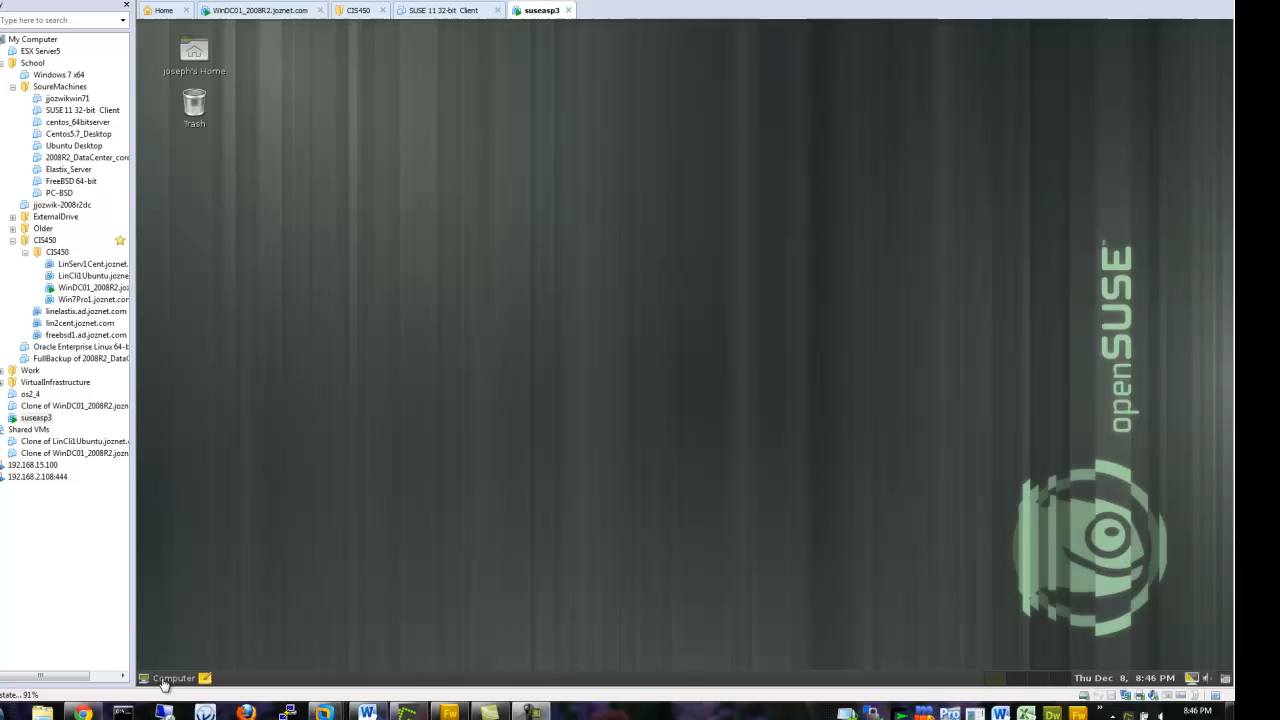 Home
WinDC01_2008R2.joznet.com
CIS450
SUSE 11 32-bit Client
suseasp3
Type here to search
My Computer
ESX Server5
School
Windows 7 x64
SoureMachines
jjozwikwin71
SUSE 11 32-bit Client
centos_64bitserver
Centos5.7_Desktop
Ubuntu Desktop
2008R2_DataCenter_core
Elastix_Server
FreeBSD 64-bit
PC-BSD
jjozwik-2008r2dc
ExternalDrive
Older
CIS450
CIS450
LinServ1Cent.joznet.
LinCli1Ubuntu.jozne
WinDC01_2008R2.joz
Win7Pro1.joznet.con
linelastix.ad.joznet.com
lin2cent.joznet.com
freebsd1.ad.joznet.com
Oracle Enterprise Linux 64-b
FullBackup of 2008R2_Data
Work
VirtualInfrastructure
os2_4
Clone of WinDC01_2008R2.jozn
suseasp3
Shared VMs
Clone of LinCli1Ubuntu.joznet.
Clone of WinDC01_2008R2.jozn
192.168.15.100
192.168.2.108:444
joseph's Home
Trash
openSUSE
Computer
Thu Dec 8, 8:46 PM
state... 91%
8:46 PM